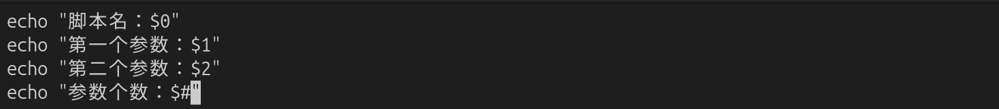 echo "脚本名：$0"
echo "第一个参数：$1"
echo "第二个参数：$2"
echo "参数个数：$#"